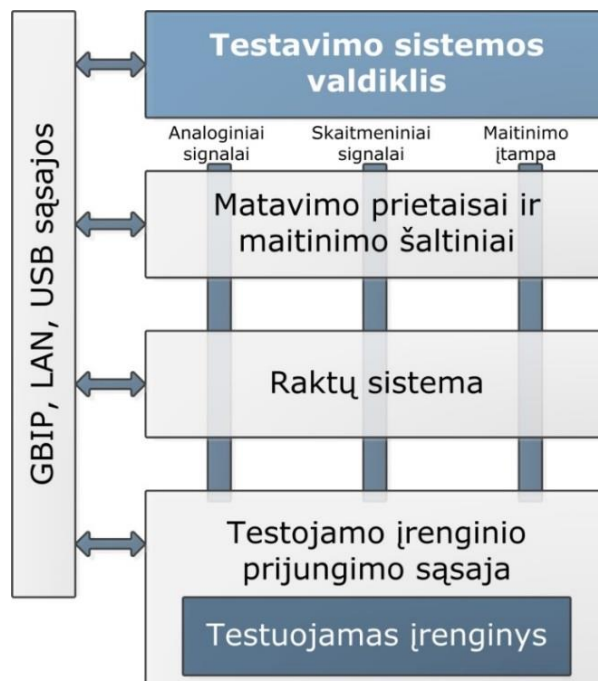 Testavimo sistemos
valdiklis
Analoginiai
signalai
Skaitmeniniai
signalai
Maitinimo
įtampa
Matavimo prietaisai ir
maitinimo šaltiniai
Raktų sistema
Testojamo įrenginio
prijungimo sąsaja
Testuojamas įrenginys
GBIP, LAN, USB sąsajos